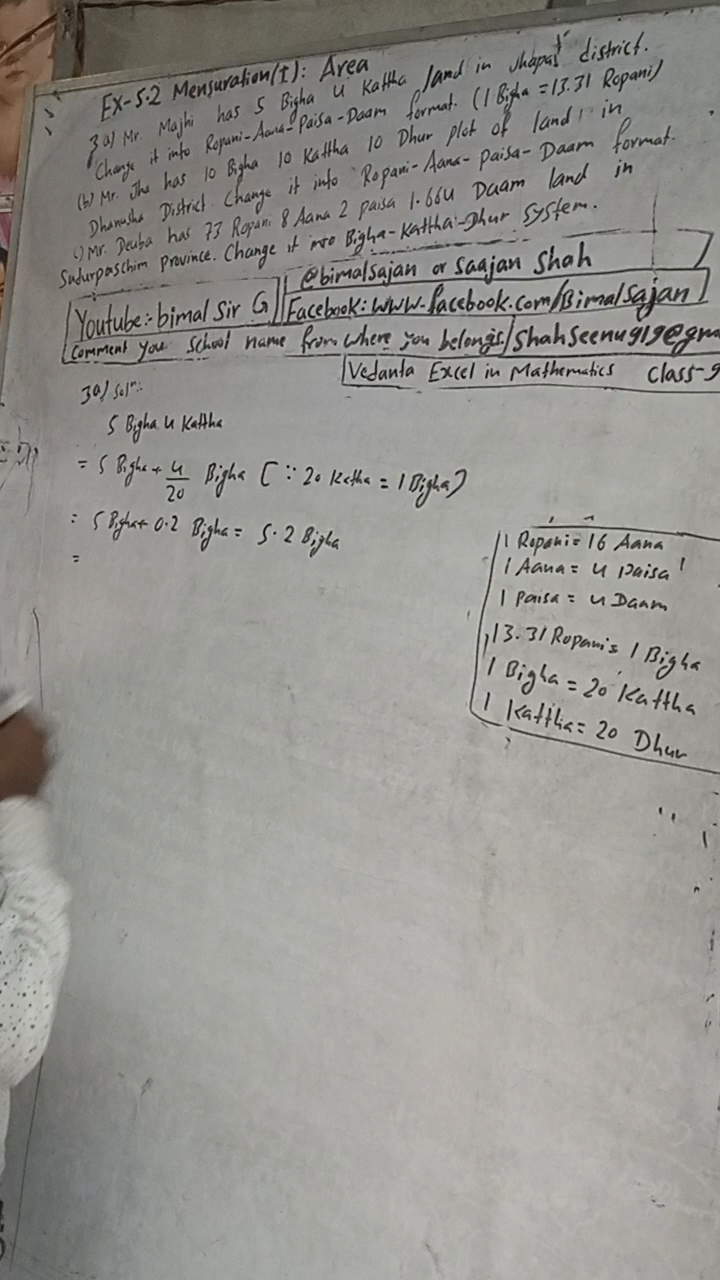 Ex-5.2 Mensuration(I): Area
3 a) Mr. Majhi has 5 Bigha 4 Kattha land in Jhapa district.
Change it into Ropani-Aana-Paisa-Daam format. (1 Bigha = 13.31 Ropani)
(b) Mr. Jha has 10 Bigha 10 Kattha 10 Dhur plot of land in
Dhanusha District. Change it into Ropani-Aana-Paisa-Daam format.
c) Mr. Deuba has 73 Ropani 8 Aana 2 paisa 1.664 Daam land in
Sudurpaschim province. Change it into Bigha-Kattha-Dhur system.
@bimalsajan or Saajan Shah
Youtube:- bimal Sir G
Facebook: www.facebook.com/Bimalsajan
Comment you school name from where you belongs/
Shahseenu919@gma
Vedanta Excel in Mathematics Class-9
3a) Solⁿ:
5 Bigha 4 Kattha
= 5 Bigha + 4/20 Bigha [∵ 20 Kattha = 1 Bigha]
= 5 Bigha + 0.2 Bigha = 5.2 Bigha
=
1 Ropani = 16 Aana
1 Aana = 4 Paisa
1 Paisa = 4 Daam
13.31 Ropani = 1 Bigha
1 Bigha = 20 Kattha
1 Kattha = 20 Dhur